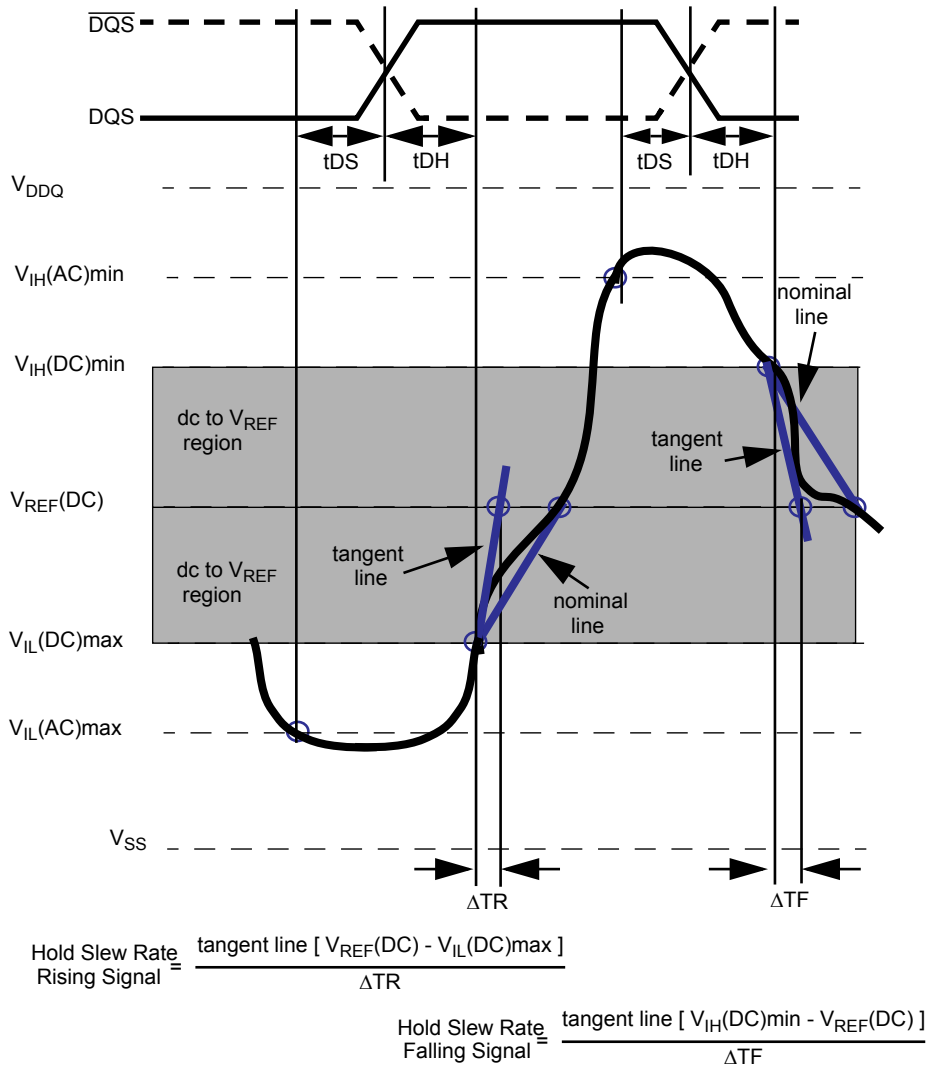 DQS
DQS
tDS
tDH
tDS
tDH
VDDQ
VIH(AC)min
nominal
line
VIH(DC)min
dc to VREF
region
tangent
line
VREF(DC)
tangent
line
dc to VREF
region
nominal
line
VIL(DC)max
VIL(AC)max
VSS
ΔTR
ΔTF
Hold Slew Rate
Rising Signal
=
tangent line [ VREF(DC) - VIL(DC)max ]
ΔTR
Hold Slew Rate
Falling Signal
=
tangent line [ VIH(DC)min - VREF(DC) ]
ΔTF